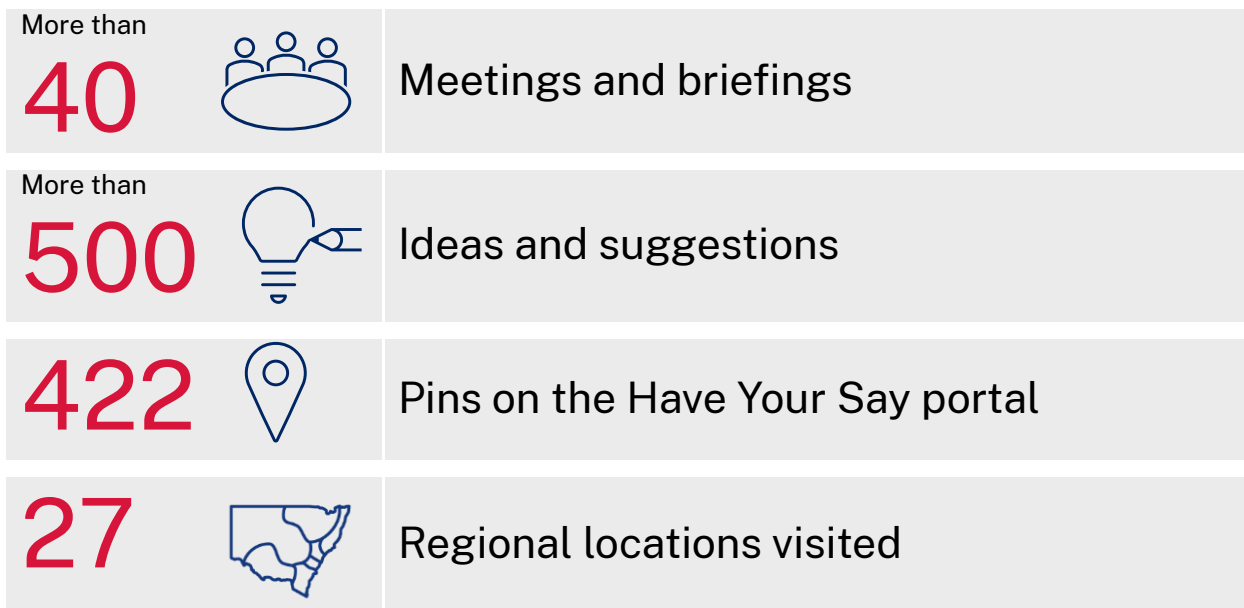 More than
40
Meetings and briefings
More than
500
Ideas and suggestions
422
Pins on the Have Your Say portal
27
Regional locations visited